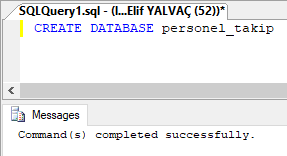 SQLQuery1.sql - (l...Elif YALVAÇ (52))*
CREATE DATABASE personel_takip
Messages
Command(s) completed successfully.